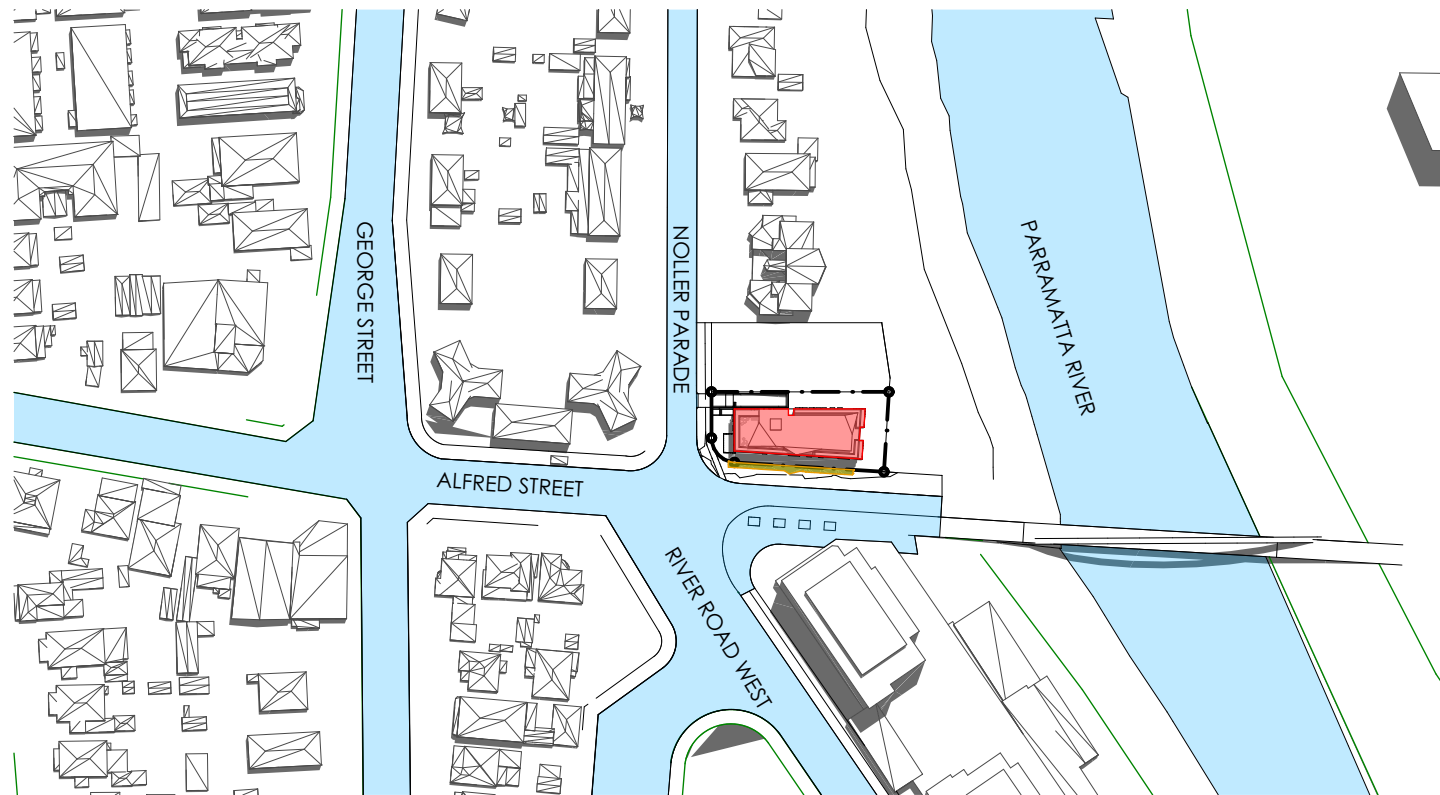 GEORGE STREET
NOLLER PARADE
PARRAMATTA RIVER
ALFRED STREET
RIVER ROAD WEST